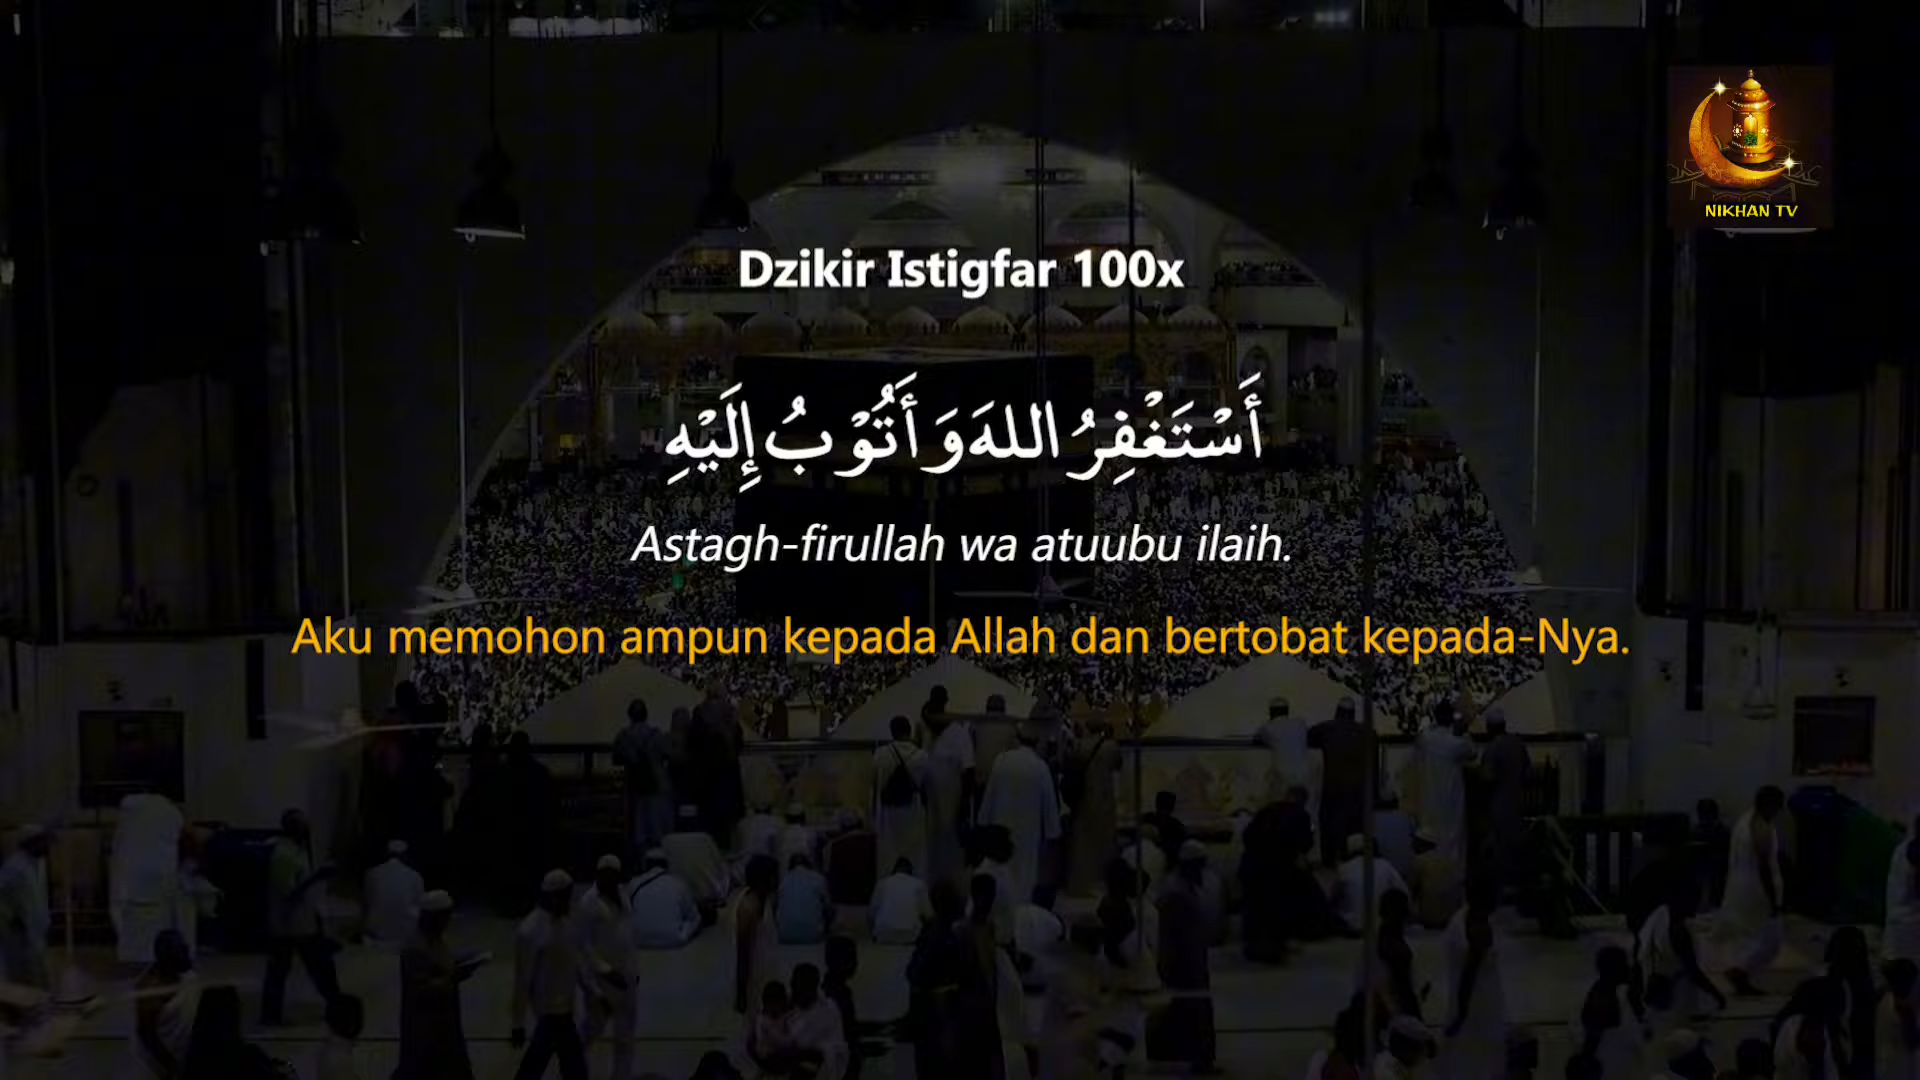 NIKHAN TV
Dzikir Istigfar 100x
أَسْتَغْفِرُ اللهَ وَ أَتُوْبُ إِلَيْهِ
Astagh-firullah wa atuubu ilaih.
Aku memohon ampun kepada Allah dan bertobat kepada-Nya.